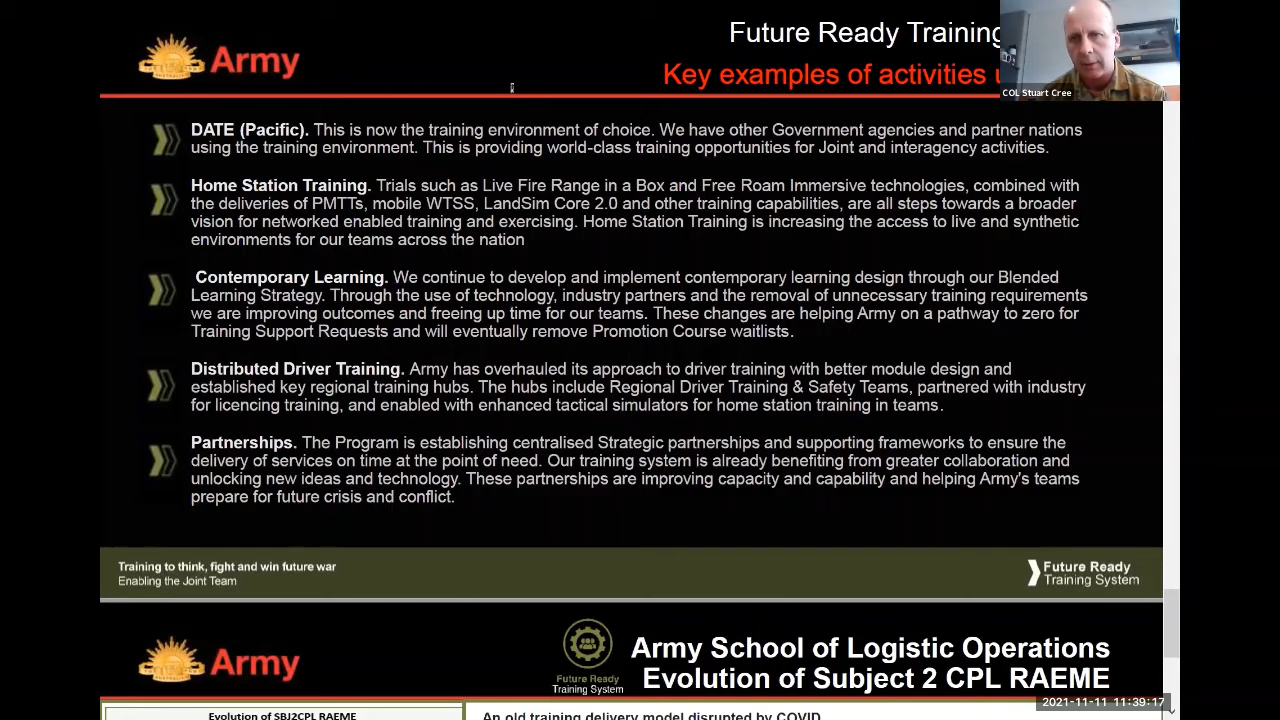 Army
Future Ready Training
Key examples of activities
COL Stuart Cree
DATE (Pacific). This is now the training environment of choice. We have other Government agencies and partner nations
using the training environment. This is providing world-class training opportunities for Joint and interagency activities.
Home Station Training. Trials such as Live Fire Range in a Box and Free Roam Immersive technologies, combined with
the deliveries of PMTTs, mobile WTSS, LandSim Core 2.0 and other training capabilities, are all steps towards a broader
vision for networked enabled training and exercising. Home Station Training is increasing the access to live and synthetic
environments for our teams across the nation
Contemporary Learning. We continue to develop and implement contemporary learning design through our Blended
Learning Strategy. Through the use of technology, industry partners and the removal of unnecessary training requirements
we are improving outcomes and freeing up time for our teams. These changes are helping Army on a pathway to zero for
Training Support Requests and will eventually remove Promotion Course waitlists.
Distributed Driver Training. Army has overhauled its approach to driver training with better module design and
established key regional training hubs. The hubs include Regional Driver Training & Safety Teams, partnered with industry
for licencing training, and enabled with enhanced tactical simulators for home station training in teams.
Partnerships. The Program is establishing centralised Strategic partnerships and supporting frameworks to ensure the
delivery of services on time at the point of need. Our training system is already benefiting from greater collaboration and
unlocking new ideas and technology. These partnerships are improving capacity and capability and helping Army's teams
prepare for future crisis and conflict.
Training to think, fight and win future war
Enabling the Joint Team
Future Ready
Training System
Army
Future Ready
Training System
Army School of Logistic Operations
Evolution of Subject 2 CPL RAEME
2021-11-11 11:39:17
Evolution of SBJ2CPL RAEME
An old training delivery model disrupted by COVID